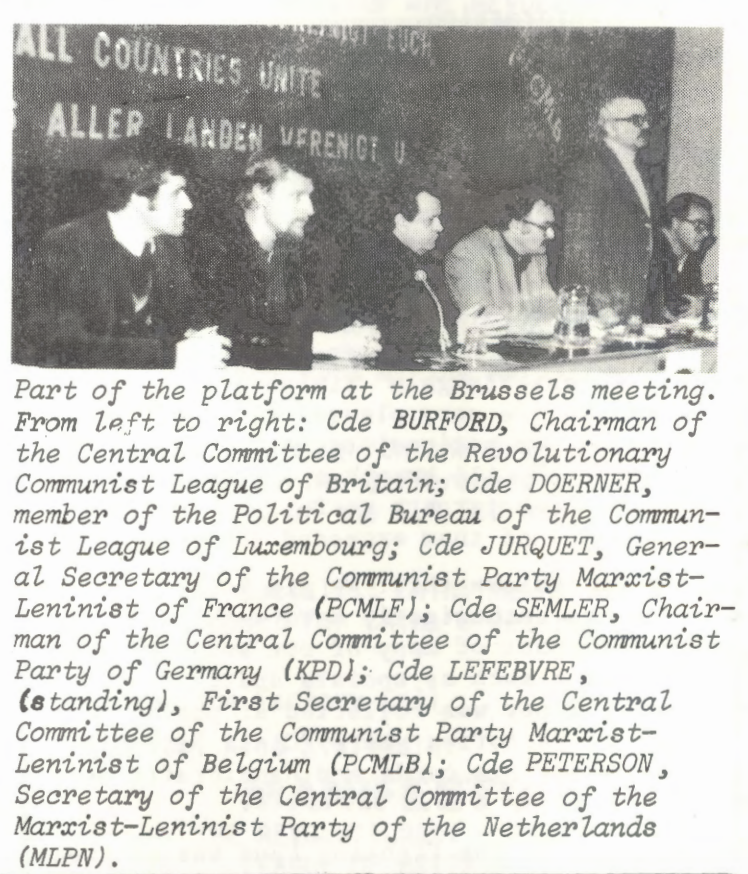 VEREINIGT EUCH
ALL COUNTRIES UNITE
S ALLER LANDEN VERENIGT U
PCMLB
Part of the platform at the Brussels meeting.
From left to right: Cde BURFORD, Chairman of
the Central Committee of the Revolutionary
Communist League of Britain; Cde DOERNER,
member of the Political Bureau of the Commun-
ist League of Luxembourg; Cde JURQUET, Gener-
al Secretary of the Communist Party Marxist-
Leninist of France (PCMLF); Cde SEMLER, Chair-
man of the Central Committee of the Communist
Party of Germany (KPD); Cde LEFEBVRE,
(standing), First Secretary of the Central
Committee of the Communist Party Marxist-
Leninist of Belgium (PCMLB); Cde PETERSON,
Secretary of the Central Committee of the
Marxist-Leninist Party of the Netherlands
(MLPN).